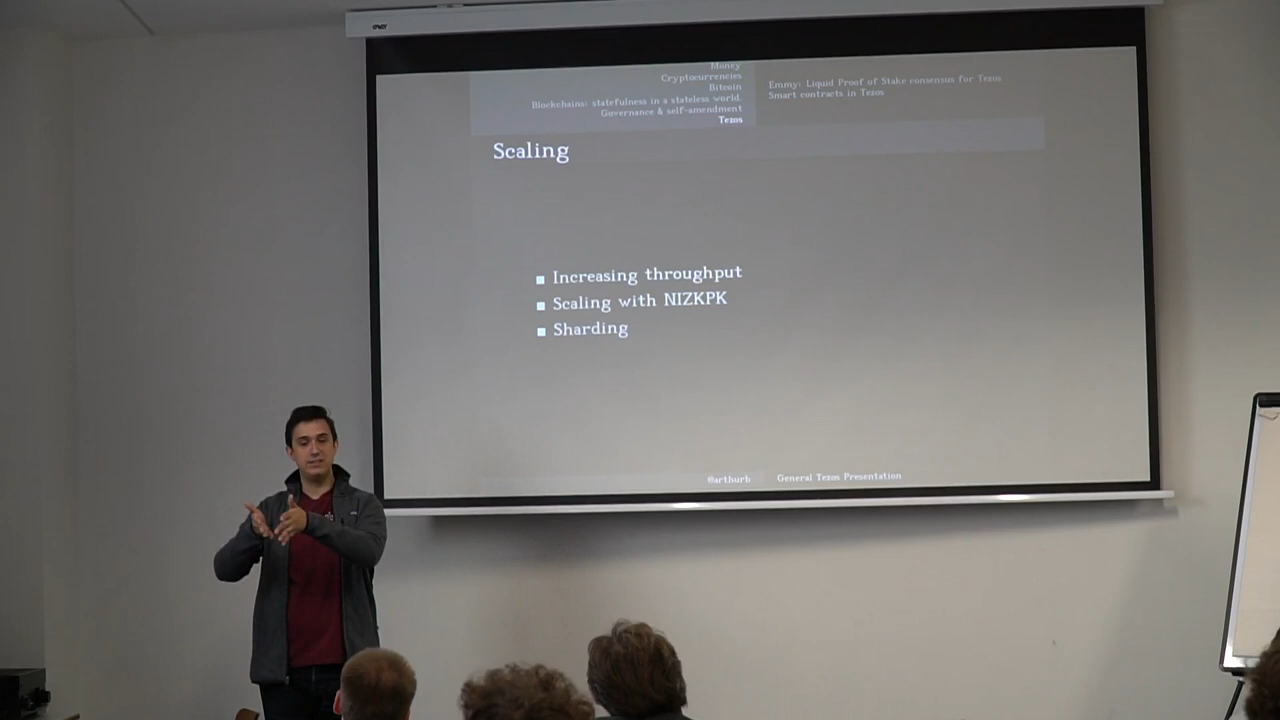 Money
Cryptocurrencies
Bitcoin
Blockchains: statefulness in a stateless world.
Governance & self-amendment
Tezos
Emmy: Liquid Proof of Stake consensus for Tezos
Smart contracts in Tezos
Scaling
Increasing throughput
Scaling with NIZKPK
Sharding
@arthurb
General Tezos Presentation